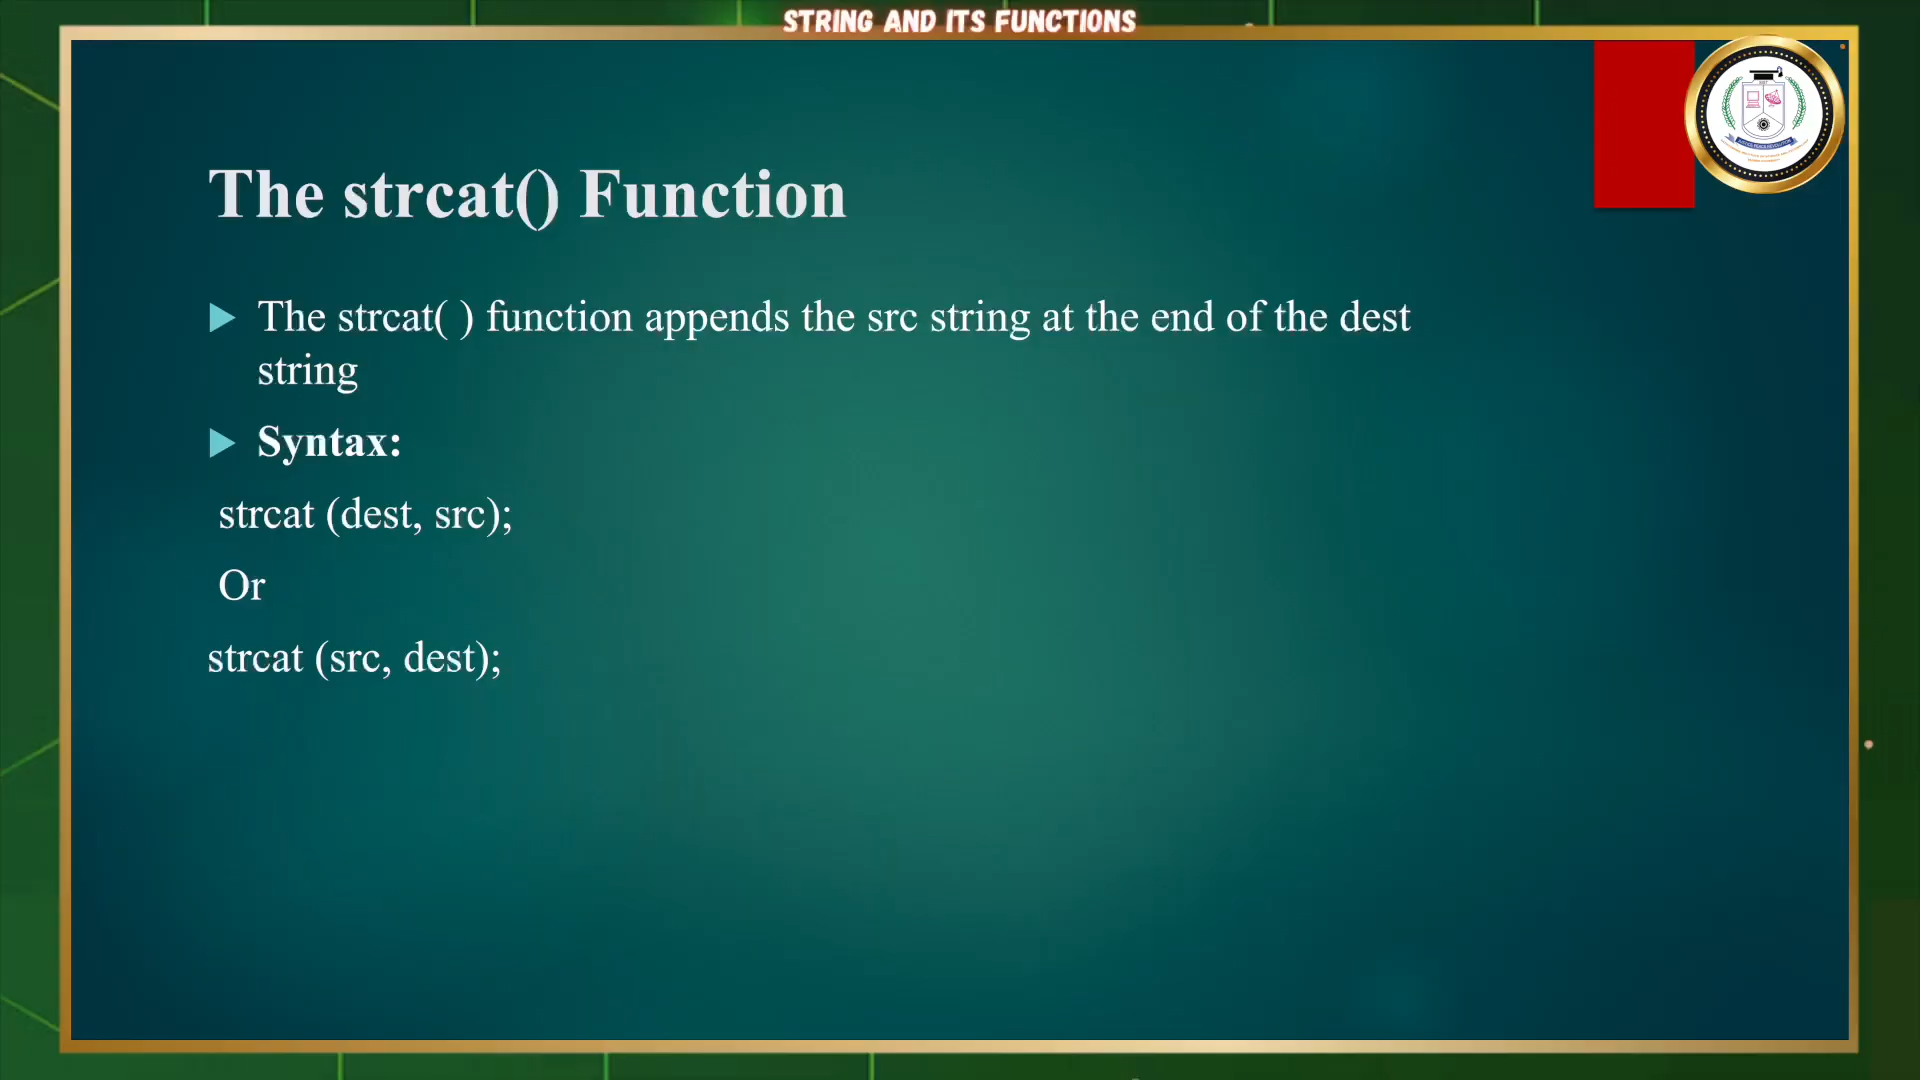 STRING AND ITS FUNCTIONS
The strcat() Function
The strcat( ) function appends the src string at the end of the dest
string
Syntax:
strcat (dest, src);
Or
strcat (src, dest);